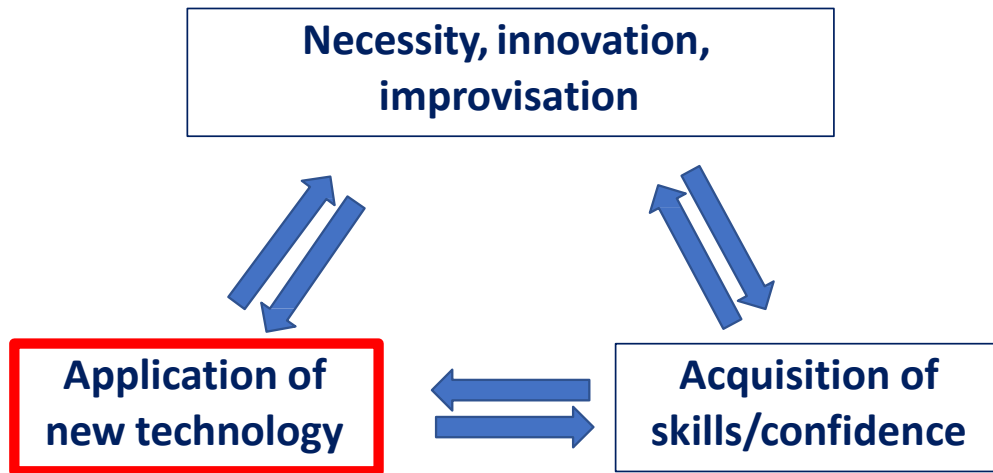 Necessity, innovation,
improvisation
Application of
new technology
Acquisition of
skills/confidence